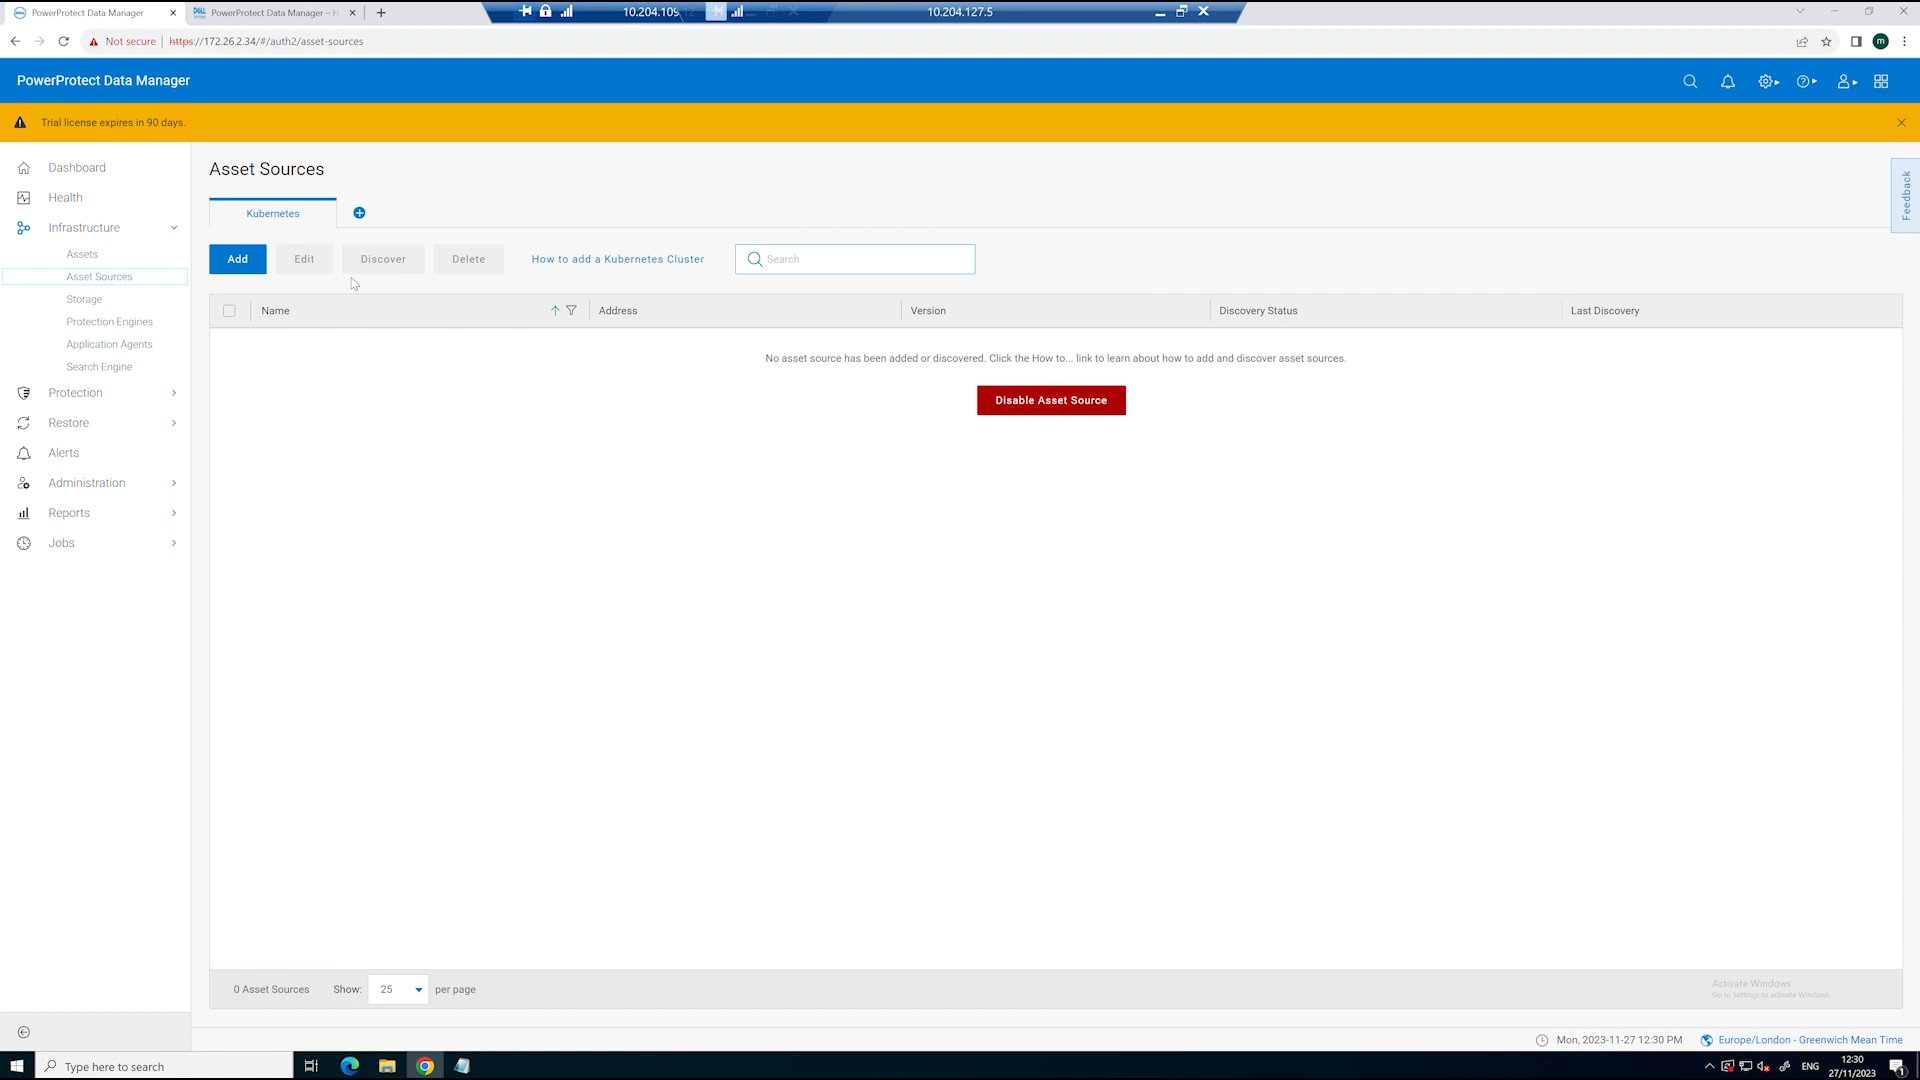 PowerProtect Data Manager
PowerProtect Data Manager – H
10.204.109
10.204.127.5
Not secure
https://172.26.2.34/#/auth2/asset-sources
m
PowerProtect Data Manager
Trial license expires in 90 days.
Dashboard
Health
Infrastructure
Assets
Asset Sources
Storage
Protection Engines
Application Agents
Search Engine
Protection
Restore
Alerts
Administration
Reports
Jobs
Asset Sources
Kubernetes
Add
Edit
Discover
Delete
How to add a Kubernetes Cluster
Search
Name
Address
Version
Discovery Status
Last Discovery
No asset source has been added or discovered. Click the How to... link to learn about how to add and discover asset sources.
Disable Asset Source
Feedback
0 Asset Sources
Show:
25
per page
Activate Windows
Go to Settings to activate Windows.
Mon, 2023-11-27 12:30 PM
Europe/London - Greenwich Mean Time
Type here to search
ENG
12:30
27/11/2023
1